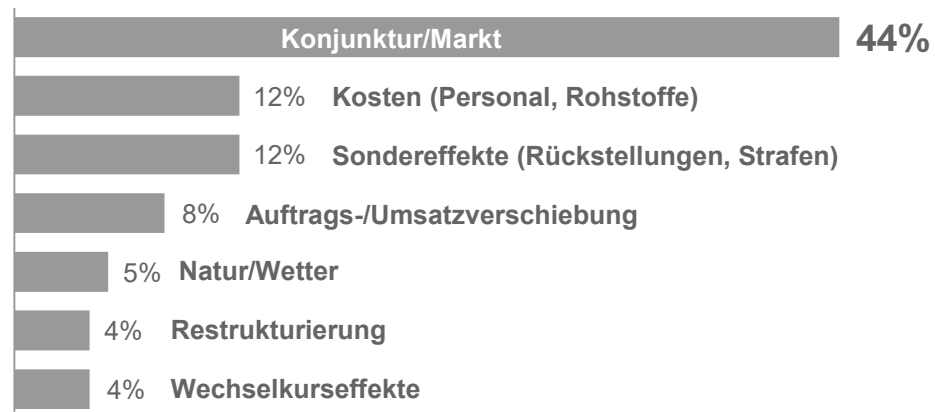 Konjunktur/Markt 44%
12% Kosten (Personal, Rohstoffe)
12% Sondereffekte (Rückstellungen, Strafen)
8% Auftrags-/Umsatzverschiebung
5% Natur/Wetter
4% Restrukturierung
4% Wechselkurseffekte